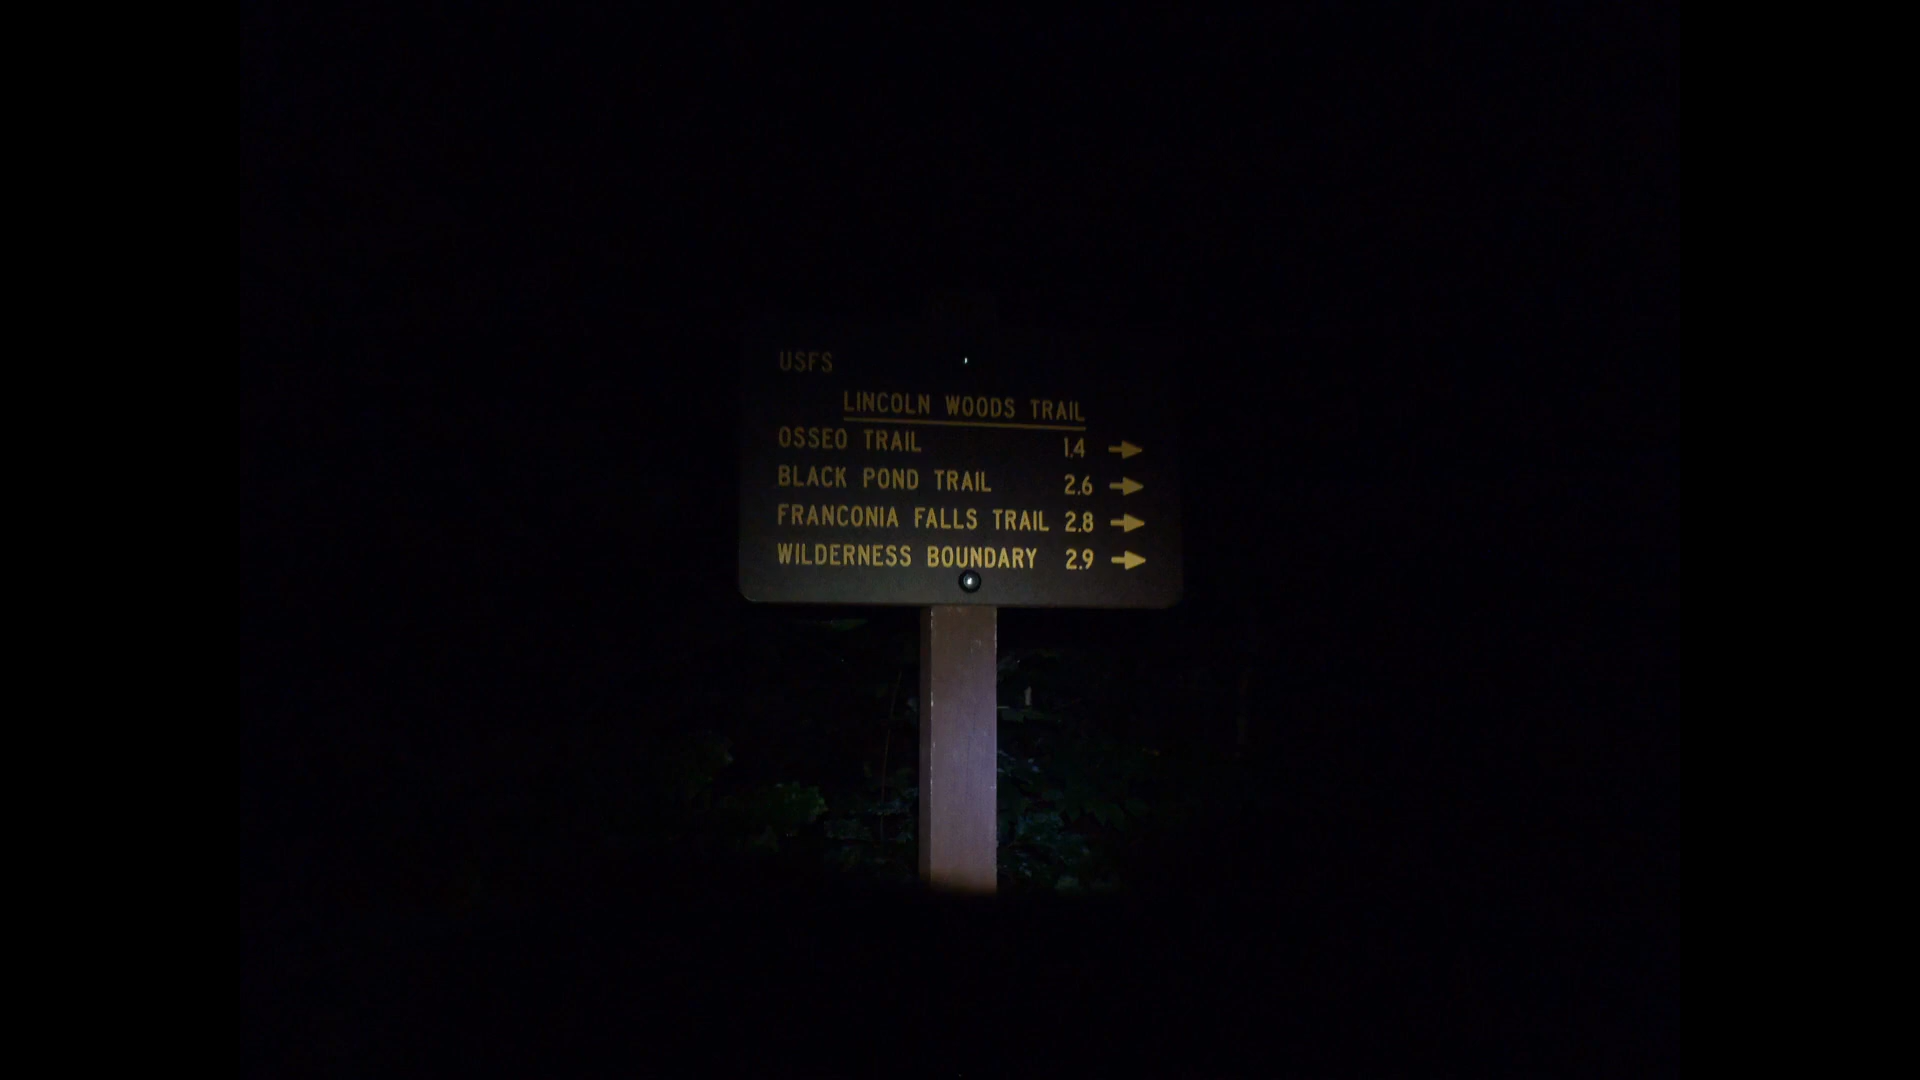 USFS
LINCOLN WOODS TRAIL
OSSEO TRAIL 1.4 →
BLACK POND TRAIL 2.6 →
FRANCONIA FALLS TRAIL 2.8 →
WILDERNESS BOUNDARY 2.9 →